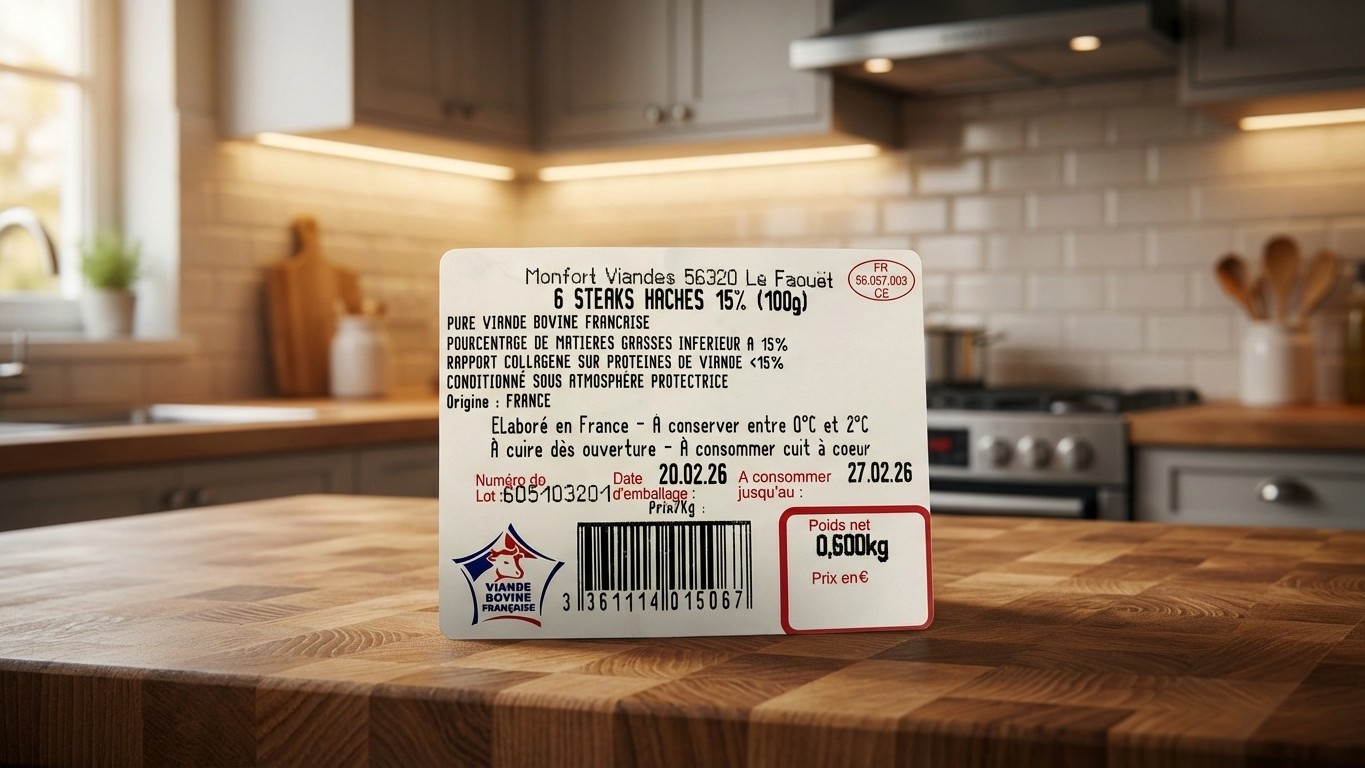 Monfort Viandes 56320 Le Faouët
FR
56.057.003
CE
6 STEAKS HACHES 15% (100g)
PURE VIANDE BOVINE FRANCAISE
POURCENTAGE DE MATIERES GRASSES INFERIEUR A 15%
RAPPORT COLLAGENE SUR PROTEINES DE VIANDE <15%
CONDITIONNÉ SOUS ATMOSPHÉRE PROTECTRICE
Origine : FRANCE
Elaboré en France - À conserver entre 0°C et 2°C
À cuire dès ouverture - À consommer cuit à coeur
Numéro de Lot : 605103201
Date d'emballage : 20.02.26
A consommer jusqu'au : 27.02.26
Prix/Kg :
VIANDE
BOVINE
FRANÇAISE
3 361114 015067
Poids net
0,600kg
Prix en €